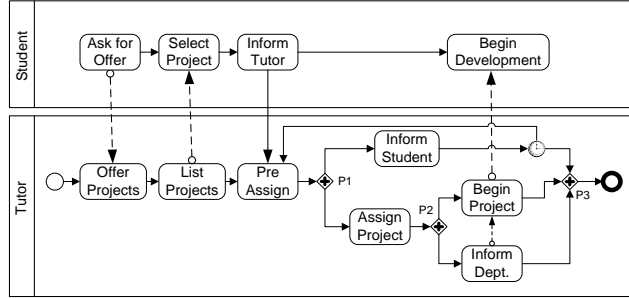 Student
Ask for
Offer
Select
Project
Inform
Tutor
Begin
Development
Tutor
Offer
Projects
List
Projects
Pre
Assign
P1
Inform
Student
Assign
Project
P2
Begin
Project
Inform
Dept.
P3